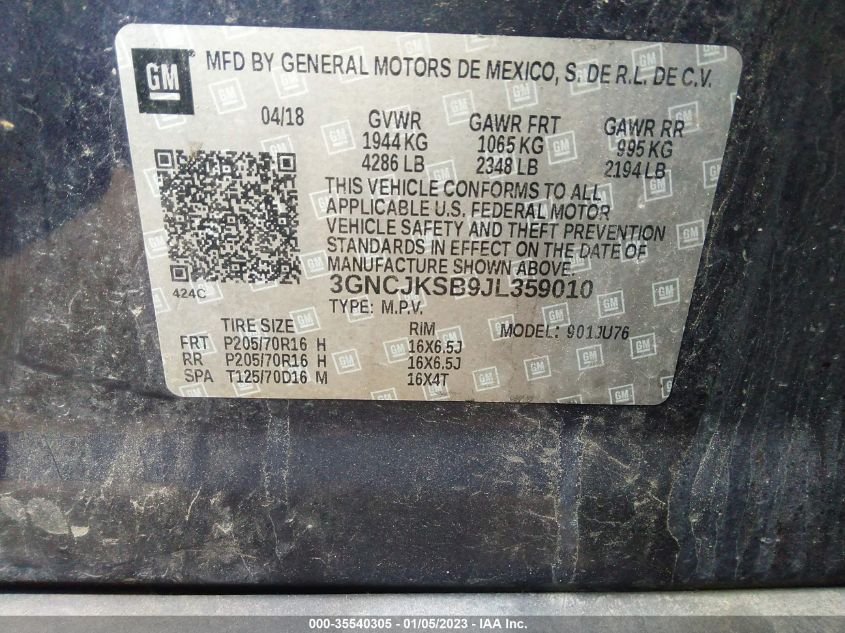 GM MFD BY GENERAL MOTORS DE MEXICO, S. DE R.L. DE C.V.
04/18 GVWR GAWR FRT GAWR RR
1944 KG 1065 KG 995 KG
4286 LB 2348 LB 2194 LB
THIS VEHICLE CONFORMS TO ALL
APPLICABLE U.S. FEDERAL MOTOR
VEHICLE SAFETY AND THEFT PREVENTION
STANDARDS IN EFFECT ON THE DATE OF
MANUFACTURE SHOWN ABOVE.
424C 3GNCJKSB9JL359010
TYPE: M.P.V.
TIRE SIZE RIM MODEL: 901JU76
FRT P205/70R16 H 16X6.5J
RR P205/70R16 H 16X6.5J
SPA T125/70D16 M 16X4T
000-35540305 - 01/05/2023 - IAA Inc.